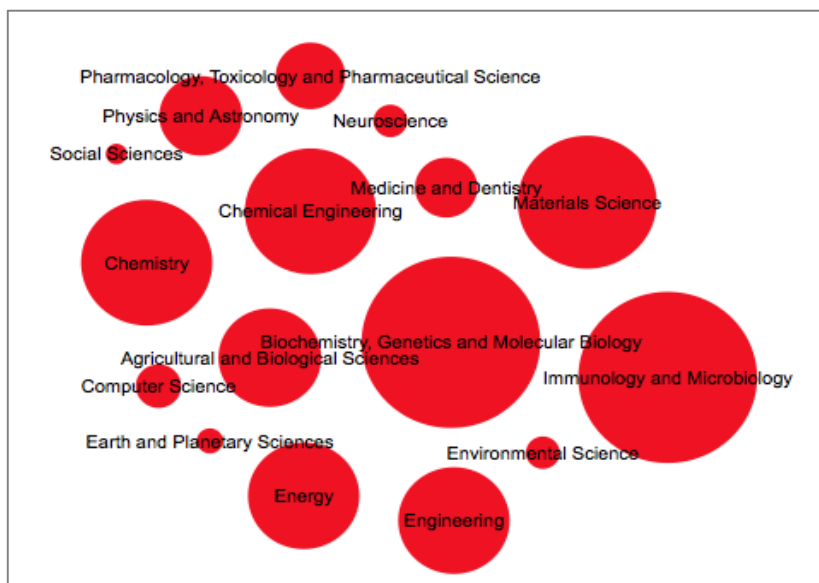 Pharmacology, Toxicology and Pharmaceutical Science
Physics and Astronomy
Neuroscience
Social Sciences
Medicine and Dentistry
Materials Science
Chemical Engineering
Chemistry
Biochemistry, Genetics and Molecular Biology
Agricultural and Biological Sciences
Immunology and Microbiology
Computer Science
Earth and Planetary Sciences
Environmental Science
Energy
Engineering